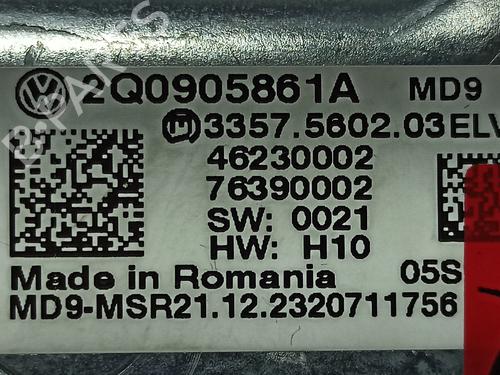 2Q0905861A MD9
3357.5602.03ELV
46230002
76390002
SW: 0021
HW: H10
Made in Romania 05S
MD9-MSR21.12.2320711756